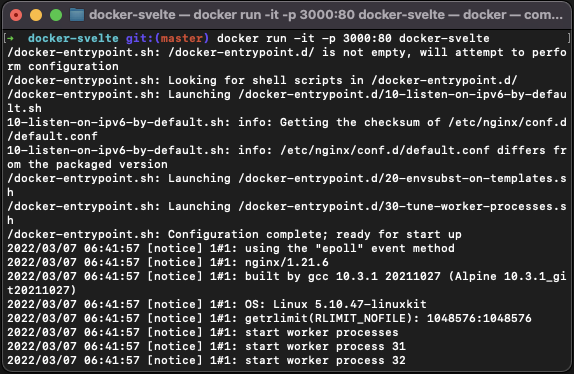 docker-svelte — docker run -it -p 3000:80 docker-svelte — docker — com...
[➜  docker-svelte git:(master) docker run -it -p 3000:80 docker-svelte ]
/docker-entrypoint.sh: /docker-entrypoint.d/ is not empty, will attempt to perfo
rm configuration
/docker-entrypoint.sh: Looking for shell scripts in /docker-entrypoint.d/
/docker-entrypoint.sh: Launching /docker-entrypoint.d/10-listen-on-ipv6-by-defau
lt.sh
10-listen-on-ipv6-by-default.sh: info: Getting the checksum of /etc/nginx/conf.d
/default.conf
10-listen-on-ipv6-by-default.sh: info: /etc/nginx/conf.d/default.conf differs fr
om the packaged version
/docker-entrypoint.sh: Launching /docker-entrypoint.d/20-envsubst-on-templates.s
h
/docker-entrypoint.sh: Launching /docker-entrypoint.d/30-tune-worker-processes.s
h
/docker-entrypoint.sh: Configuration complete; ready for start up
2022/03/07 06:41:57 [notice] 1#1: using the "epoll" event method
2022/03/07 06:41:57 [notice] 1#1: nginx/1.21.6
2022/03/07 06:41:57 [notice] 1#1: built by gcc 10.3.1 20211027 (Alpine 10.3.1_gi
t20211027)
2022/03/07 06:41:57 [notice] 1#1: OS: Linux 5.10.47-linuxkit
2022/03/07 06:41:57 [notice] 1#1: getrlimit(RLIMIT_NOFILE): 1048576:1048576
2022/03/07 06:41:57 [notice] 1#1: start worker processes
2022/03/07 06:41:57 [notice] 1#1: start worker process 31
2022/03/07 06:41:57 [notice] 1#1: start worker process 32